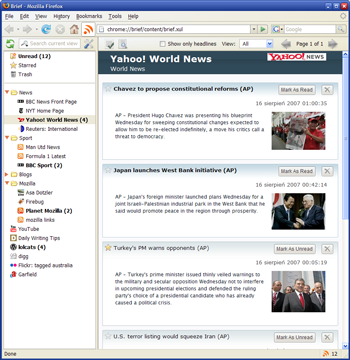 Brief - Mozilla Firefox
File Edit View History Bookmarks Tools Help
chrome://brief/content/brief.xul
Google
Search current view
Show only headlines View: All Page 1 of 1
Unread (12)
Starred
Trash
News
BBC News Front Page
NYT Home Page
Yahoo! World News (4)
Reuters: International
Sport
Man Utd News
Formula 1 Latest
BBC Sport (2)
Blogs
Mozilla
Asa Dotzler
Firebug
Planet Mozilla (2)
mozilla links
YouTube
Daily Writing Tips
kikcats (4)
digg
Flickr: tagged australia
Garfield
Yahoo! World News
World News
YAHOO! NEWS
Chavez to propose constitutional reforms (AP)
Mark As Read
16 sierpień 2007 01:00:35
AP - President Hugo Chavez was presenting his blueprint
Wednesday for sweeping constitutional changes expected to
allow him to be re-elected indefinitely, a move his critics call a
threat to democracy.
Japan launches West Bank initiative (AP)
Mark As Read
16 sierpień 2007 00:42:14
AP - Japan's foreign minister launched plans Wednesday for a
joint Israeli-Palestinian industrial park in the West Bank that he
said would promote peace in the region through prosperity.
Turkey's PM warns opponents (AP)
Mark As Unread
16 sierpień 2007 00:05:19
AP - Turkey's prime minister issued thinly veiled warnings to
the military and secular opposition Wednesday not to interfere
in upcoming presidential elections and defended the ruling
party's choice of a presidential candidate who has already
caused a political crisis.
U.S. terror listing would squeeze Iran (AP)
Mark As Unread
Done
12